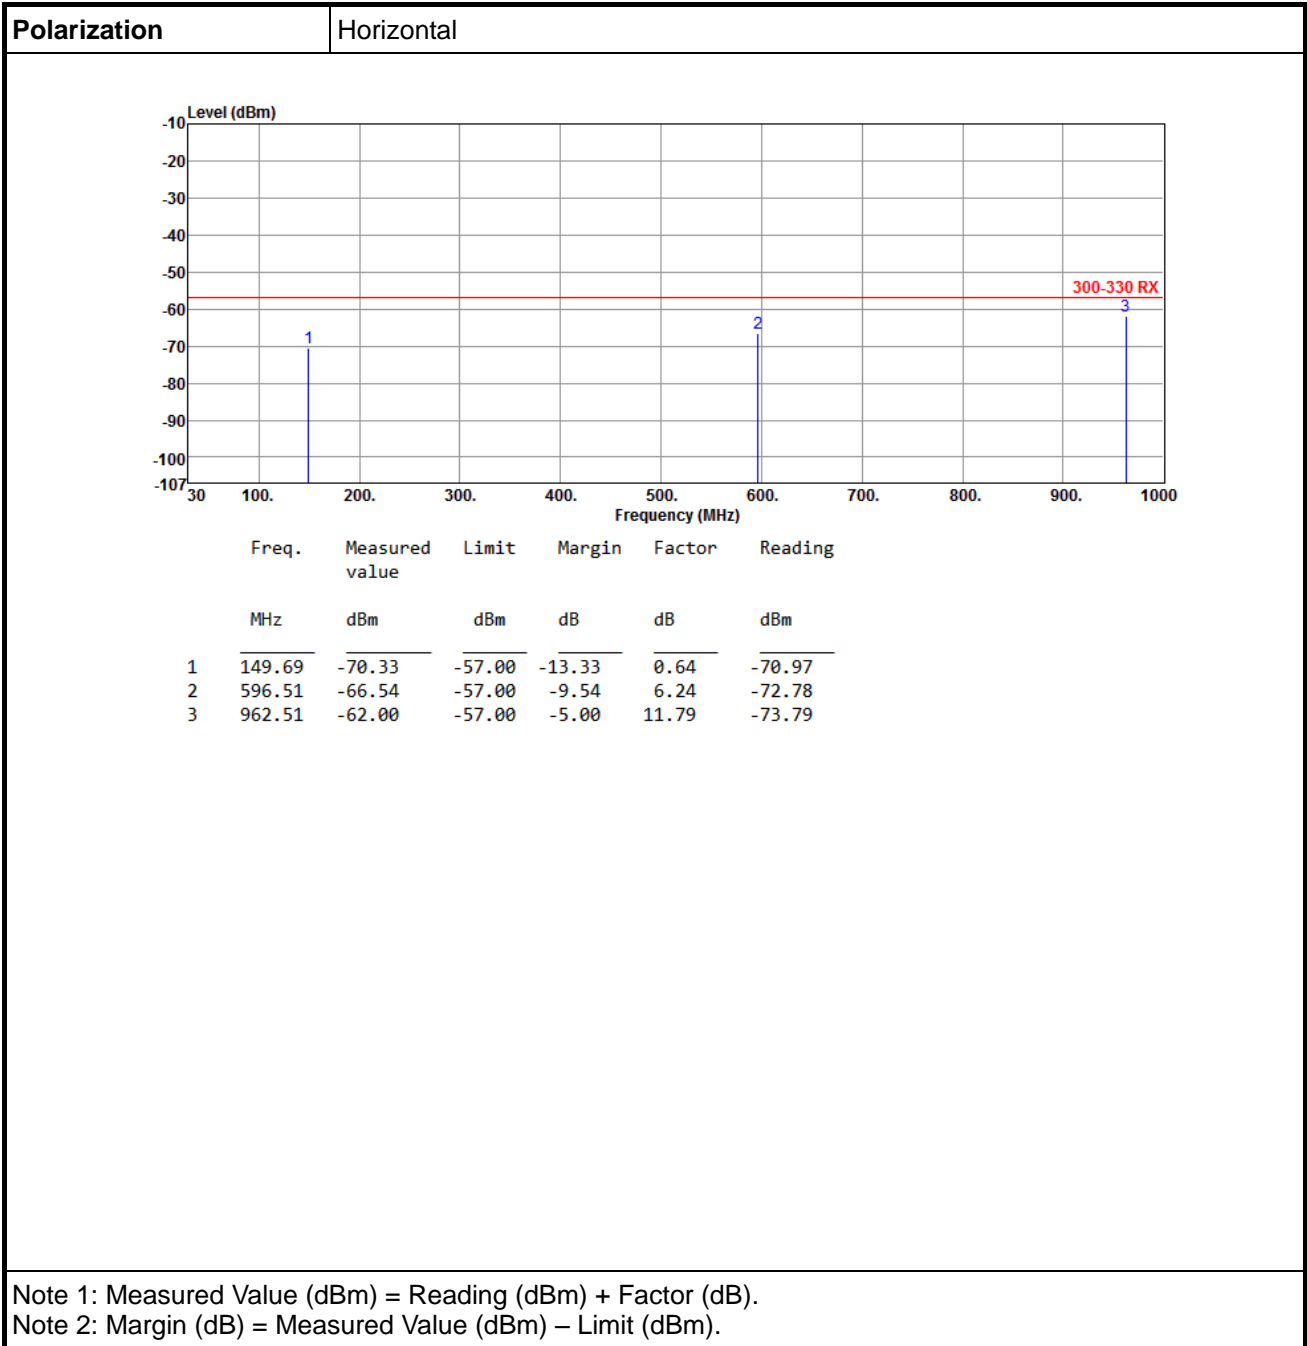 Polarization Horizontal
Level (dBm)
-10
-20
-30
-40
-50
300-330 RX
3
-60
2
1
-70
-80
-90
-100
-107
30 100. 200. 300. 400. 500. 600. 700. 800. 900. 1000
Frequency (MHz)
Freq. Measured Limit Margin Factor Reading
value
MHz dBm dBm dB dB dBm
1 149.69 -70.33 -57.00 -13.33 0.64 -70.97
2 596.51 -66.54 -57.00 -9.54 6.24 -72.78
3 962.51 -62.00 -57.00 -5.00 11.79 -73.79
Note 1: Measured Value (dBm) = Reading (dBm) + Factor (dB).
Note 2: Margin (dB) = Measured Value (dBm) – Limit (dBm).